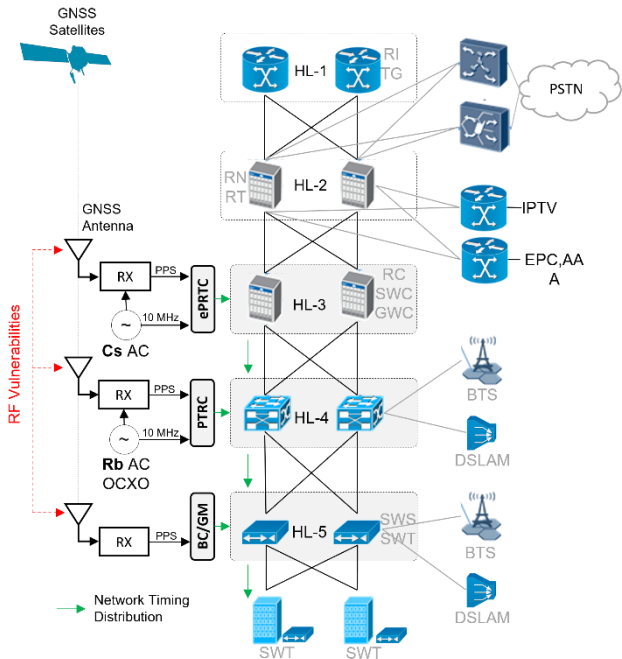 GNSS
Satellites
HL-1
RI
TG
PSTN
RN
RT
HL-2
GNSS
Antenna
IPTV
EPC,AA
A
RX
PPS
ePRTC
HL-3
RC
SWC
GWC
~
10 MHz
Cs AC
RF Vulnerabilities
RX
PPS
PTRC
HL-4
BTS
~
10 MHz
Rb AC
OCXO
DSLAM
RX
PPS
BC/GM
HL-5
SWS
SWT
BTS
DSLAM
Network Timing
Distribution
SWT
SWT